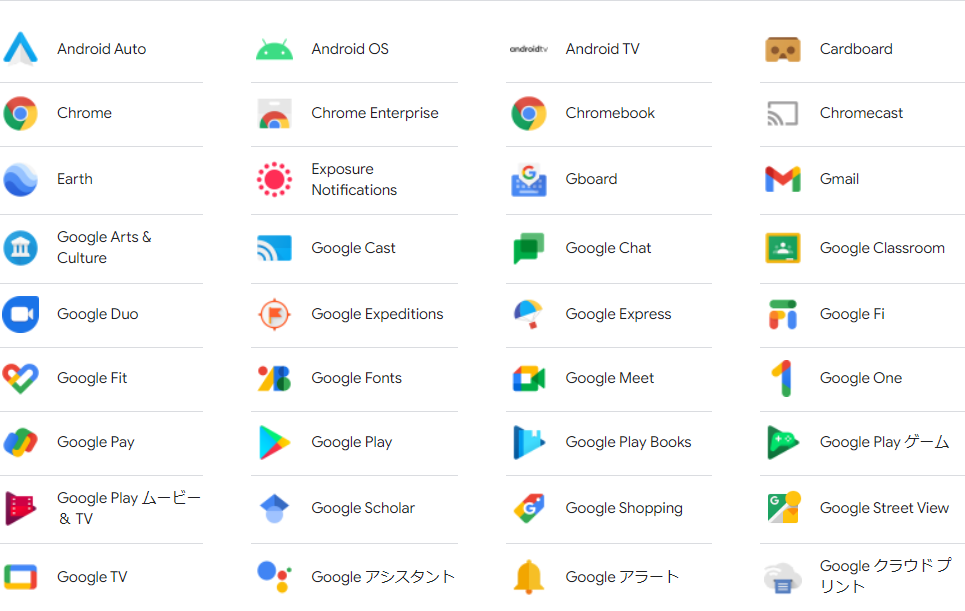 Android Auto
Android OS
androidtv
Android TV
Cardboard
Chrome
Chrome Enterprise
Chromebook
Chromecast
Earth
Exposure
Notifications
G
Gboard
Gmail
Google Arts &
Culture
Google Cast
Google Chat
Google Classroom
Google Duo
Google Expeditions
Google Express
Google Fi
Google Fit
Google Fonts
Google Meet
Google One
Google Pay
Google Play
Google Play Books
Google Play ゲーム
Google Play ムービー
& TV
Google Scholar
G
Google Shopping
G
Google Street View
Google TV
Google アシスタント
Google アラート
Google クラウド プ
リント